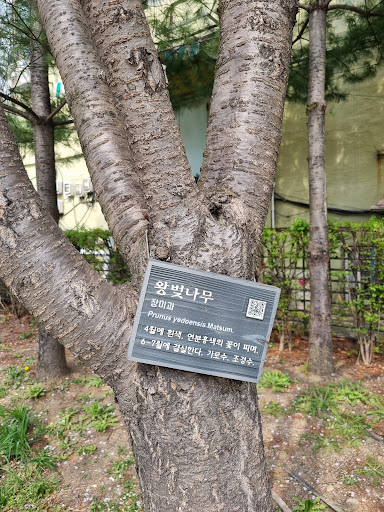 왕벚나무
장미과
Prunus yedoensis Matsum.
4월에 흰색, 연분홍색의 꽃이 피며,
6~7월에 결실한다. 가로수, 조경수.